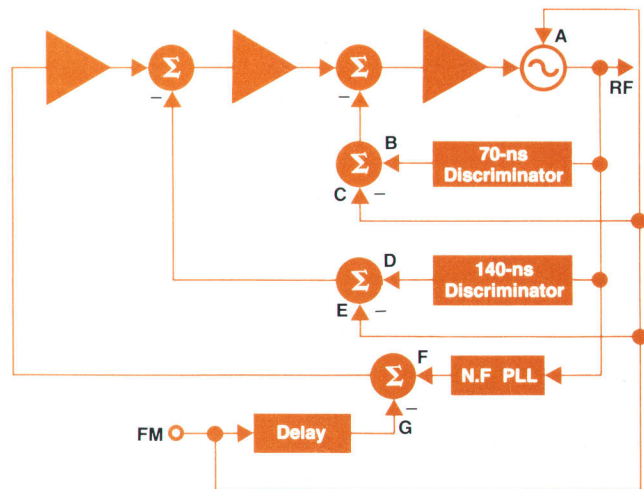 A
Σ
Σ
RF
−
−
B
Σ
70-ns
Discriminator
C
−
D
Σ
140-ns
Discriminator
E
−
F
Σ
N.F PLL
−
G
FM
Delay